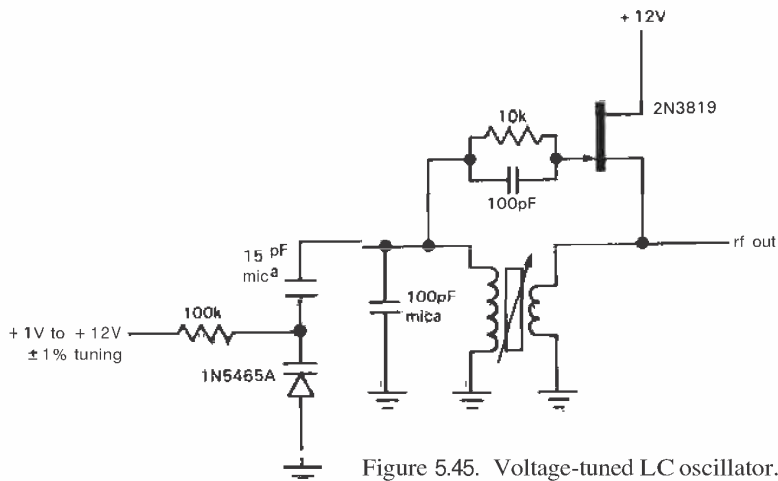 + 12V
2N3819
10k
100pF
rf out
15 pF
mica
100pF
mica
100k
+ 1V to + 12V
± 1% tuning
1N5465A
Figure 5.45. Voltage-tuned LC oscillator.